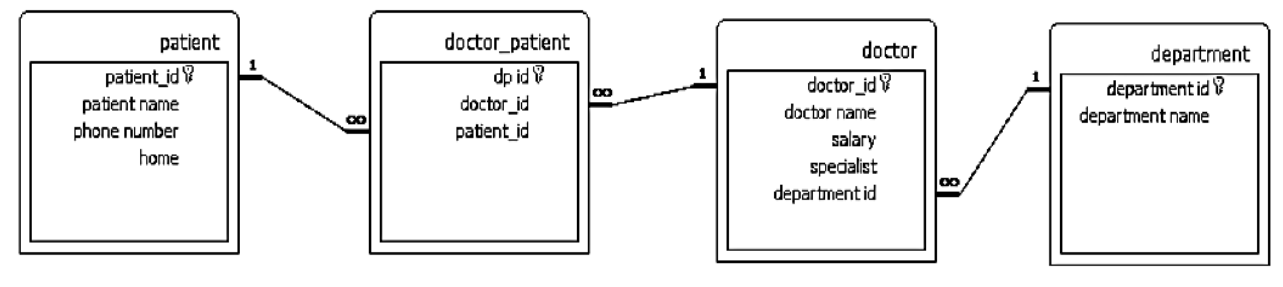 patient
patient_id
patient name
phone number
home
1
∞
doctor_patient
dp id
doctor_id
patient_id
∞
1
doctor
doctor_id
doctor name
salary
specialist
department id
∞
1
department
department id
department name